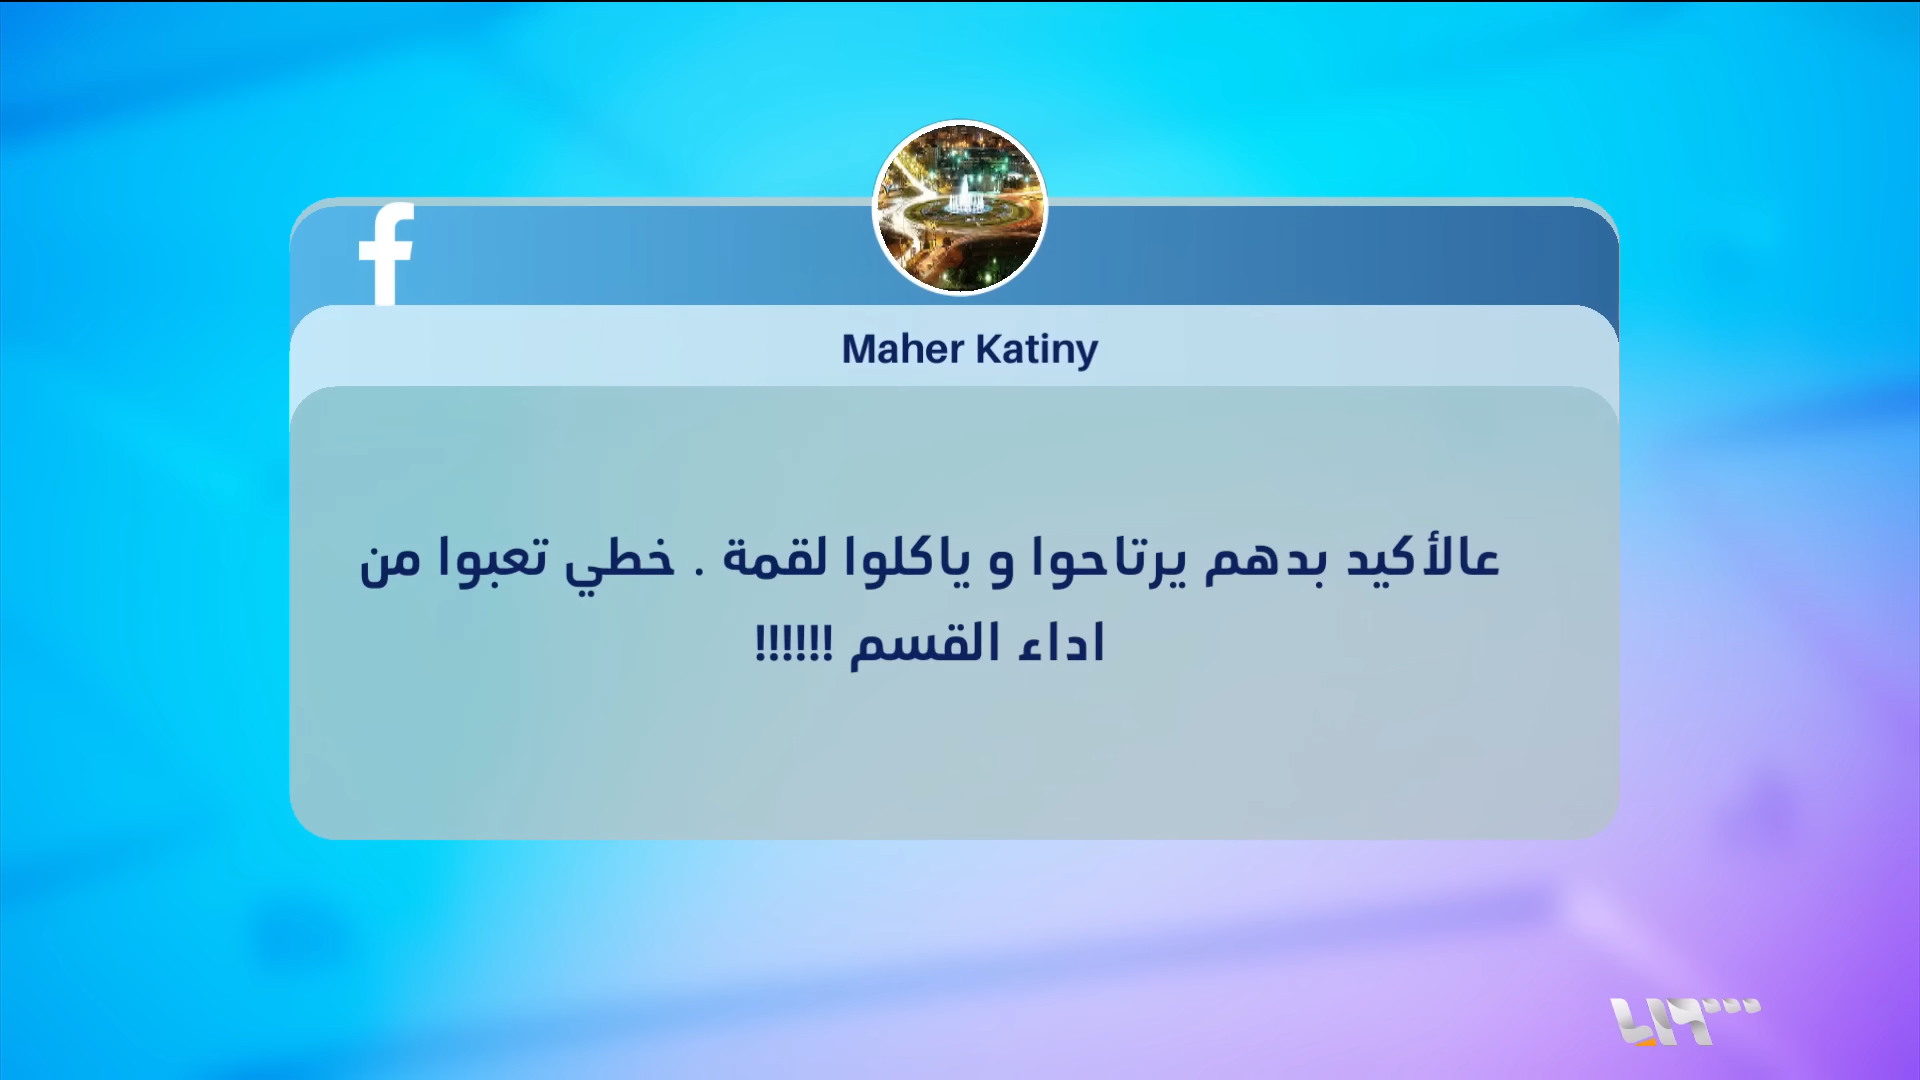 Maher Katiny
عالأكيد بدهم يرتاحوا و ياكلوا لقمة . خطي تعبوا من
اداء القسم !!!!!!